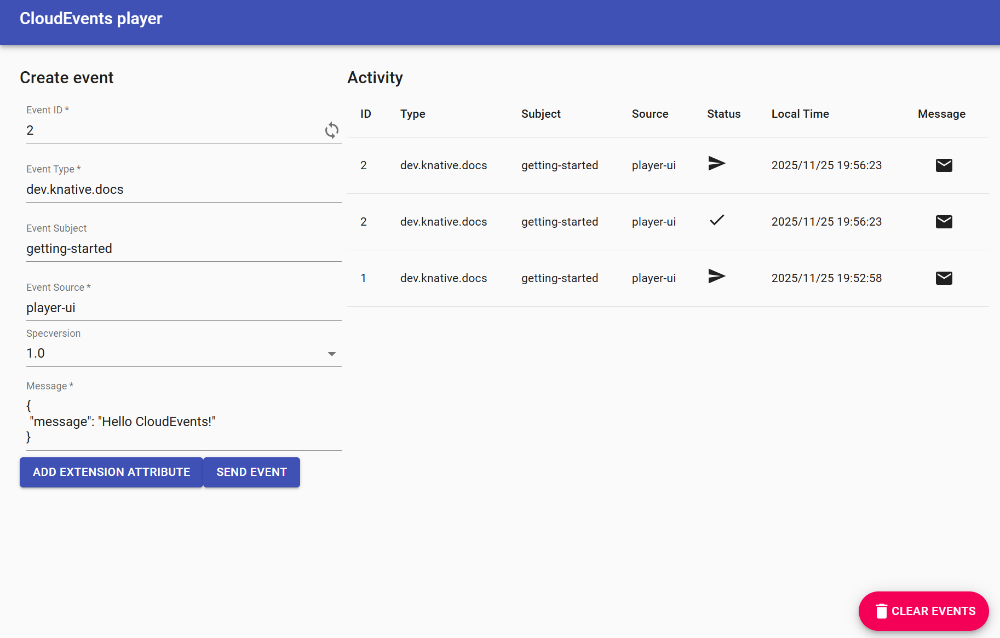 CloudEvents player
Create event
Event ID *
2
Event Type *
dev.knative.docs
Event Subject
getting-started
Event Source *
player-ui
Specversion
1.0
Message *
{
"message": "Hello CloudEvents!"
}
ADD EXTENSION ATTRIBUTE SEND EVENT
Activity
ID Type Subject Source Status Local Time Message
2 dev.knative.docs getting-started player-ui 2025/11/25 19:56:23
2 dev.knative.docs getting-started player-ui 2025/11/25 19:56:23
1 dev.knative.docs getting-started player-ui 2025/11/25 19:52:58
CLEAR EVENTS